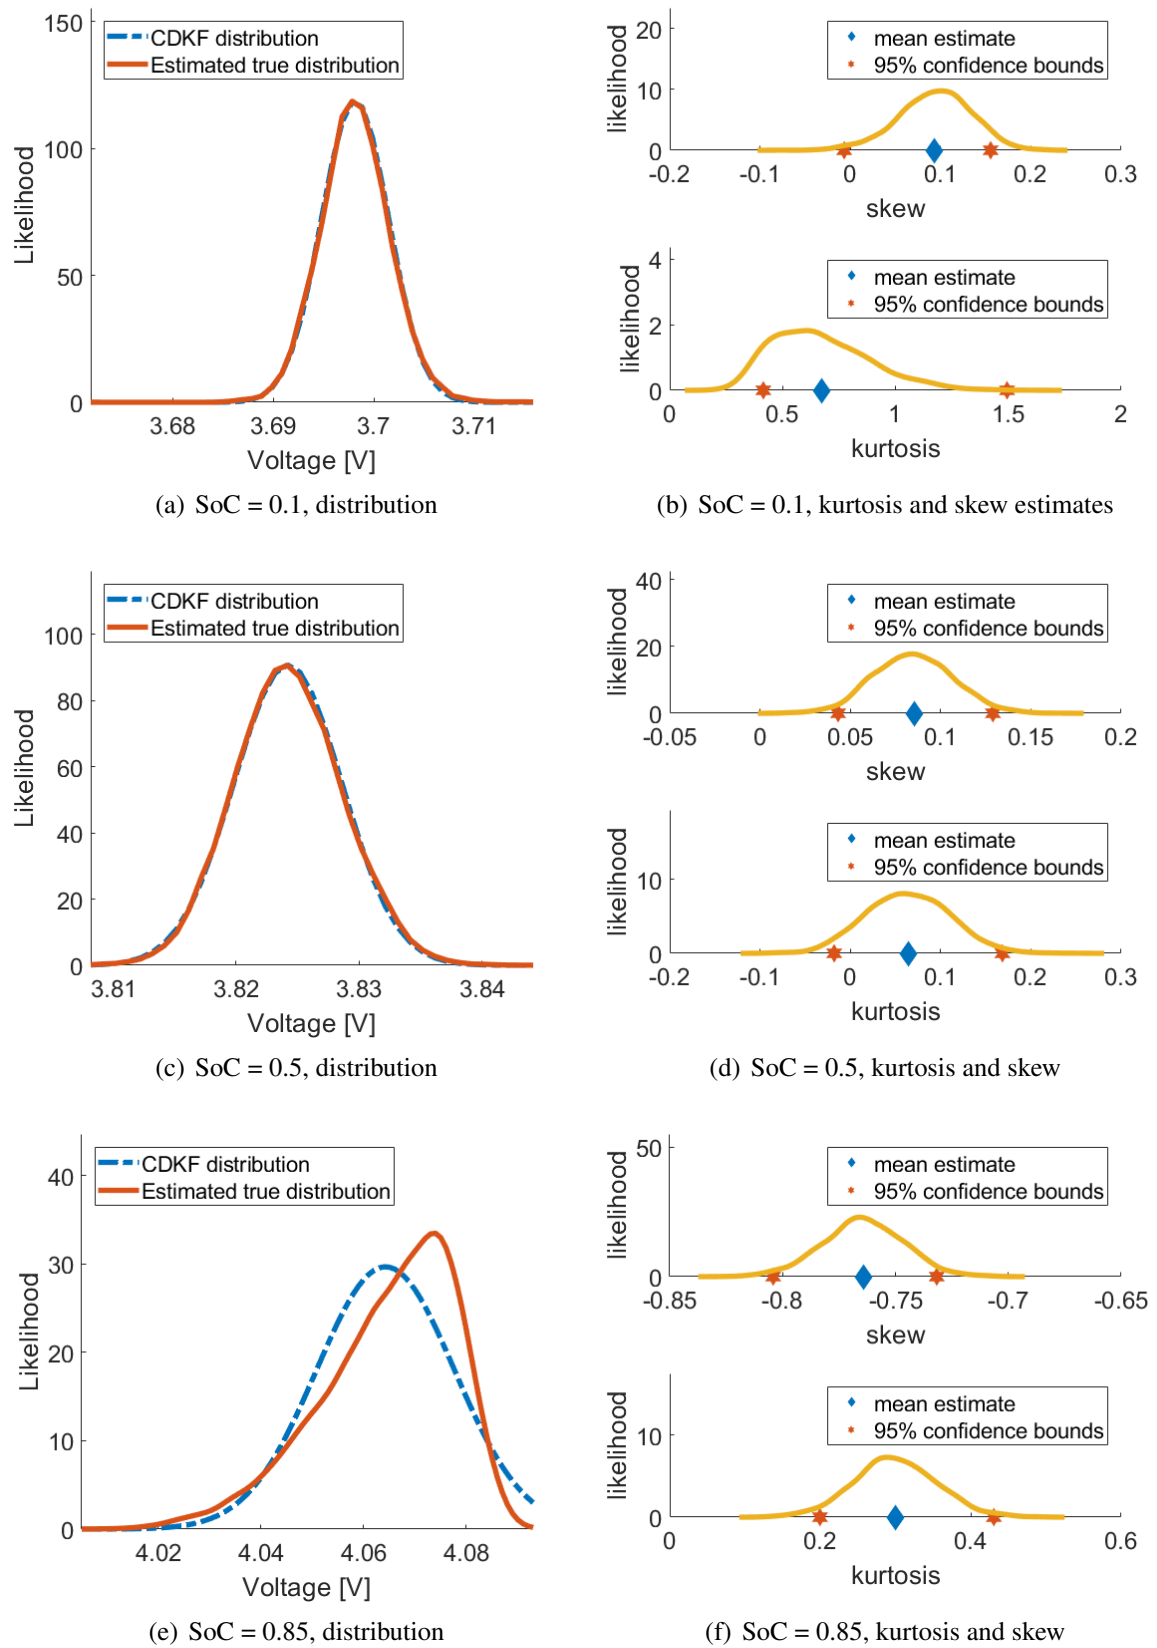 150
100
50
0
Likelihood
CDKF distribution
Estimated true distribution
3.68 3.69 3.7 3.71
Voltage [V]
(a) SoC = 0.1, distribution
20
10
0
likelihood
mean estimate
95% confidence bounds
-0.2 -0.1 0 0.1 0.2 0.3
skew
4
2
0
likelihood
mean estimate
95% confidence bounds
0 0.5 1 1.5 2
kurtosis
(b) SoC = 0.1, kurtosis and skew estimates
100
80
60
40
20
0
Likelihood
CDKF distribution
Estimated true distribution
3.81 3.82 3.83 3.84
Voltage [V]
(c) SoC = 0.5, distribution
40
20
0
likelihood
mean estimate
95% confidence bounds
-0.05 0 0.05 0.1 0.15 0.2
skew
10
0
likelihood
mean estimate
95% confidence bounds
-0.2 -0.1 0 0.1 0.2 0.3
kurtosis
(d) SoC = 0.5, kurtosis and skew
40
30
20
10
0
Likelihood
CDKF distribution
Estimated true distribution
4.02 4.04 4.06 4.08
Voltage [V]
(e) SoC = 0.85, distribution
50
0
likelihood
mean estimate
95% confidence bounds
-0.85 -0.8 -0.75 -0.7 -0.65
skew
10
0
likelihood
mean estimate
95% confidence bounds
0 0.2 0.4 0.6
kurtosis
(f) SoC = 0.85, kurtosis and skew